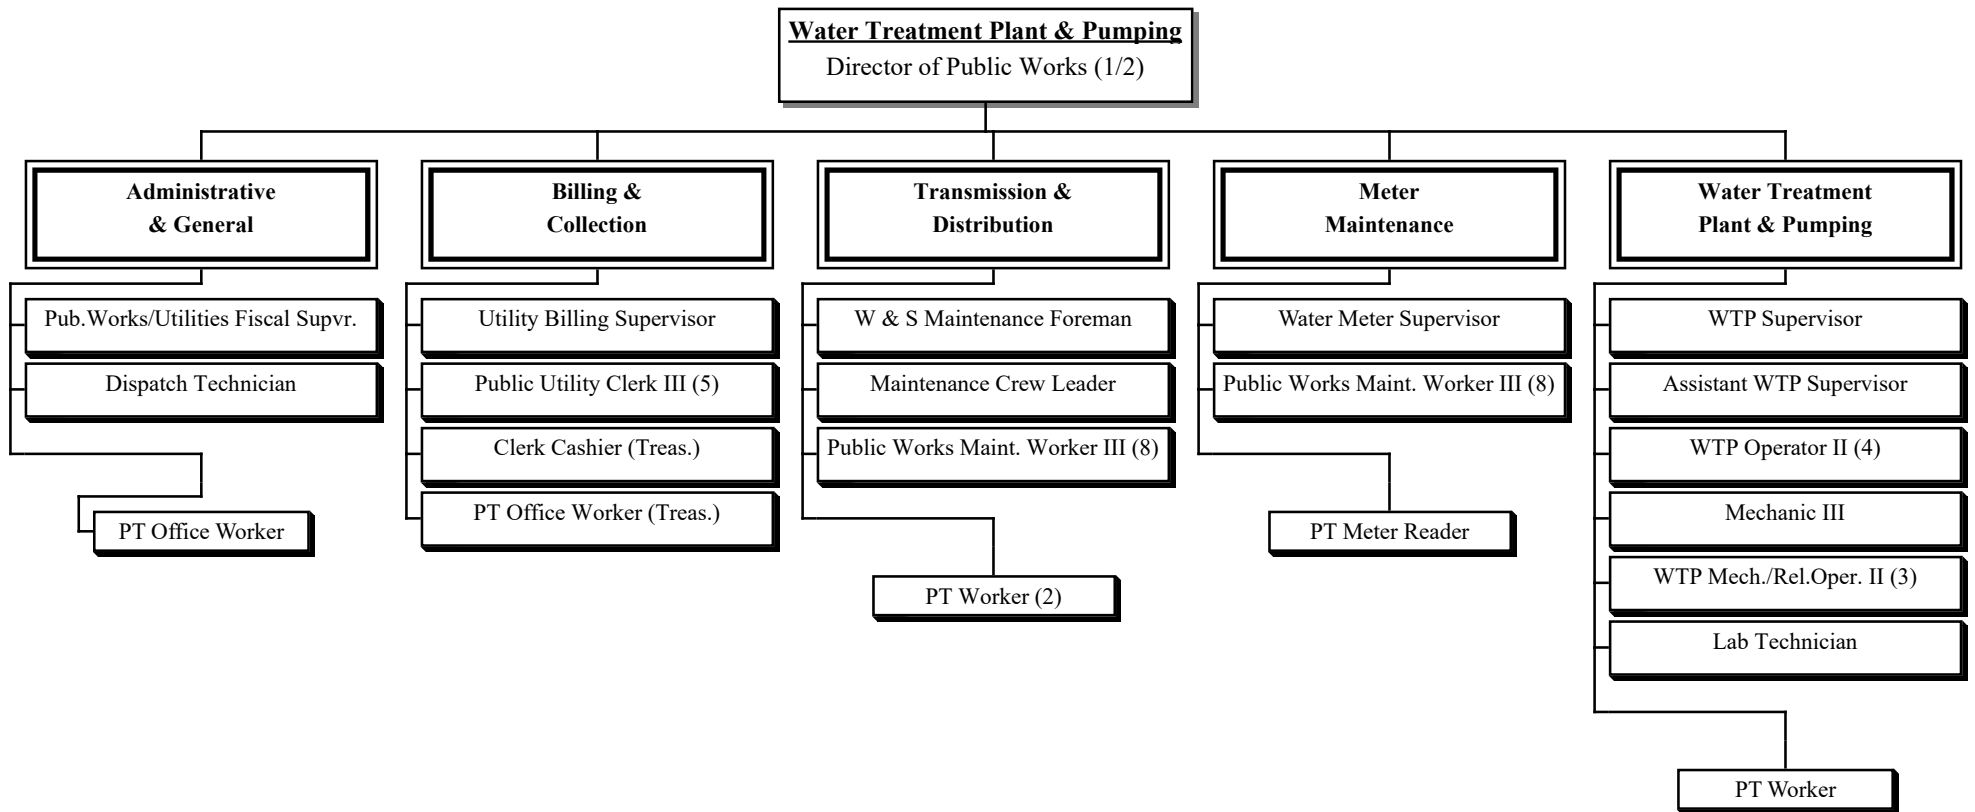 Water Treatment Plant & Pumping
Director of Public Works (1/2)
Administrative
& General
Pub.Works/Utilities Fiscal Supvr.
Dispatch Technician
PT Office Worker
Billing &
Collection
Utility Billing Supervisor
Public Utility Clerk III (5)
Clerk Cashier (Treas.)
PT Office Worker (Treas.)
Transmission &
Distribution
W & S Maintenance Foreman
Maintenance Crew Leader
Public Works Maint. Worker III (8)
PT Worker (2)
Meter
Maintenance
Water Meter Supervisor
Public Works Maint. Worker III (8)
PT Meter Reader
Water Treatment
Plant & Pumping
WTP Supervisor
Assistant WTP Supervisor
WTP Operator II (4)
Mechanic III
WTP Mech./Rel.Oper. II (3)
Lab Technician
PT Worker